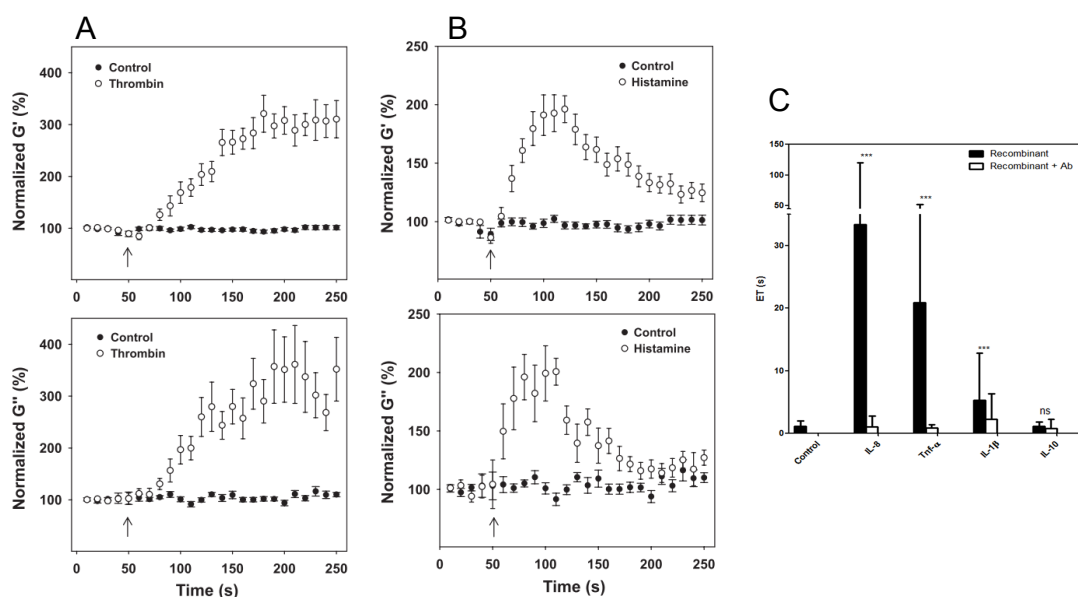 A
Normalized G' (%)
400
300
200
100
Control
Thrombin
0
50
100
150
200
250
Normalized G'' (%)
400
300
200
100
Control
Thrombin
0
50
100
150
200
250
Time (s)
B
Normalized G' (%)
250
200
150
100
Control
Histamine
0
50
100
150
200
250
Normalized G'' (%)
250
200
150
100
Control
Histamine
0
50
100
150
200
250
Time (s)
C
ET (s)
150
100
50
30
20
10
0
Recombinant
Recombinant + Ab
***
***
***
ns
Control
IL-8
Tnf-α
IL-1β
IL-10